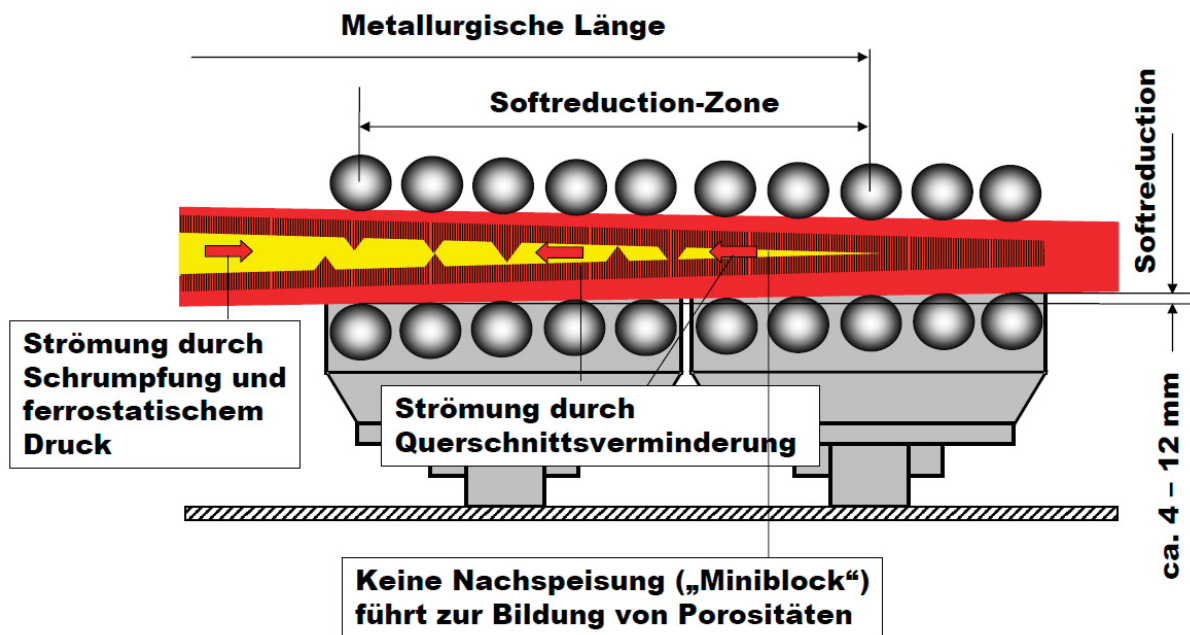 Metallurgische Länge
Softreduction-Zone
Softreduction
Strömung durch
Schrumpfung und
ferrostatischem
Druck
Strömung durch
Querschnittsverminderung
ca. 4 – 12 mm
Keine Nachspeisung („Miniblock“)
führt zur Bildung von Porositäten